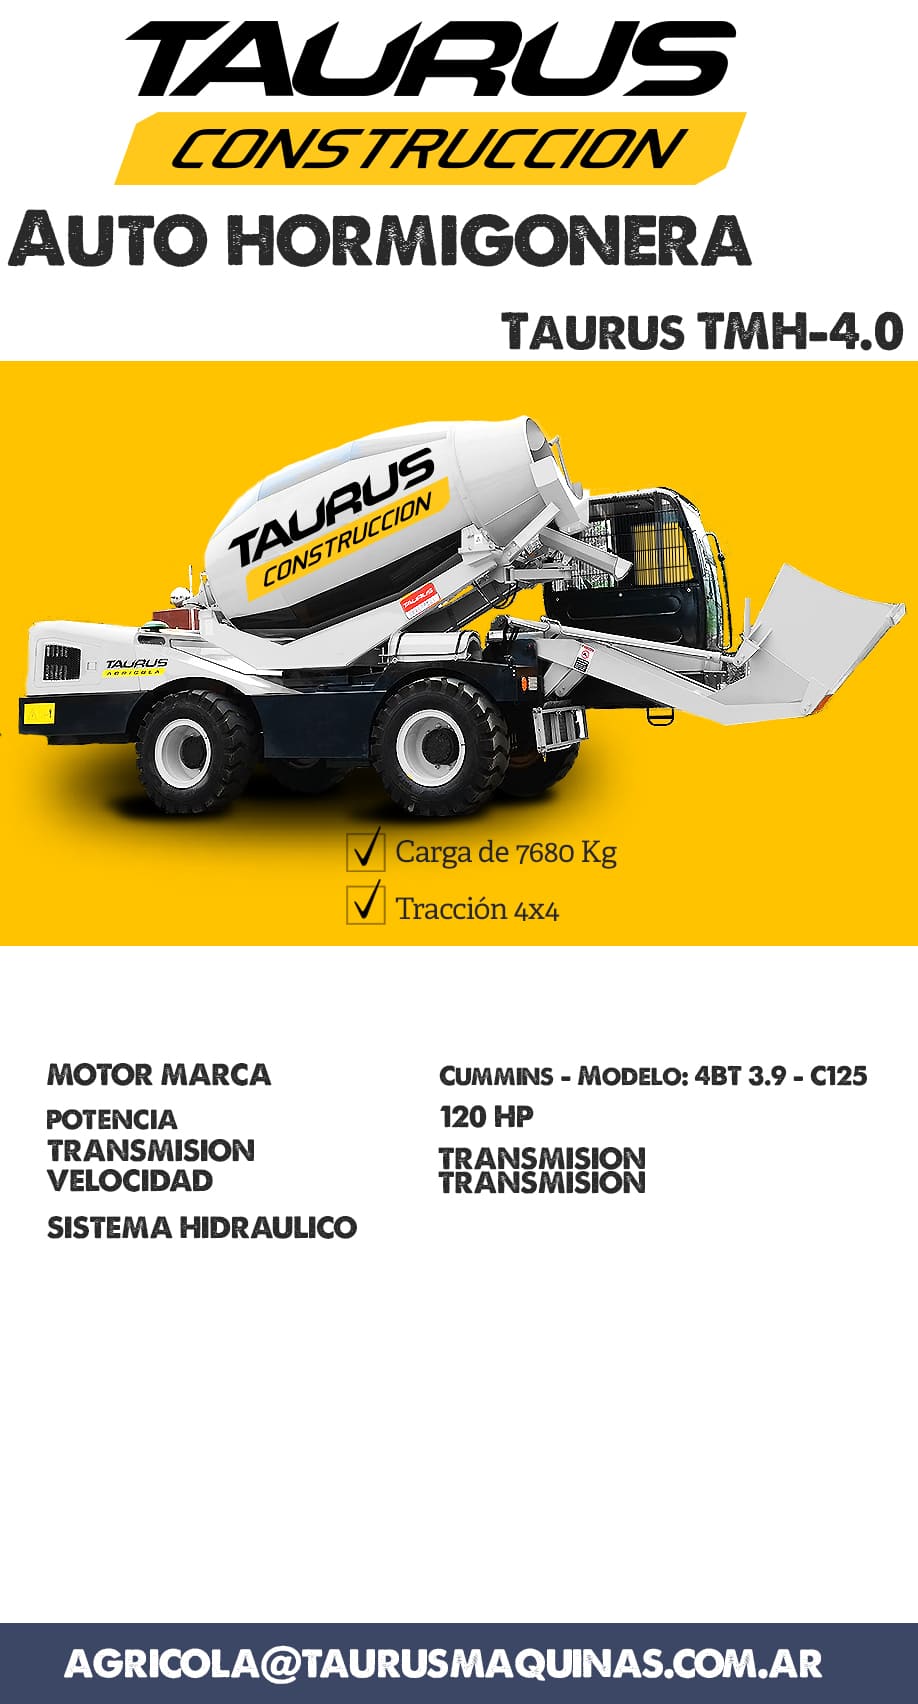 TAURUS
CONSTRUCCION
AUTO HORMIGONERA
TAURUS TMH-4.0
TAURUS
CONSTRUCCION
TAURUS
TAURUS
AGRICOLA
Carga de 7680 Kg
Tracción 4x4
MOTOR MARCA
CUMMINS - MODELO: 4BT 3.9 - C125
POTENCIA
120 HP
TRANSMISION
TRANSMISION
VELOCIDAD
TRANSMISION
SISTEMA HIDRAULICO
AGRICOLA@TAURUSMAQUINAS.COM.AR